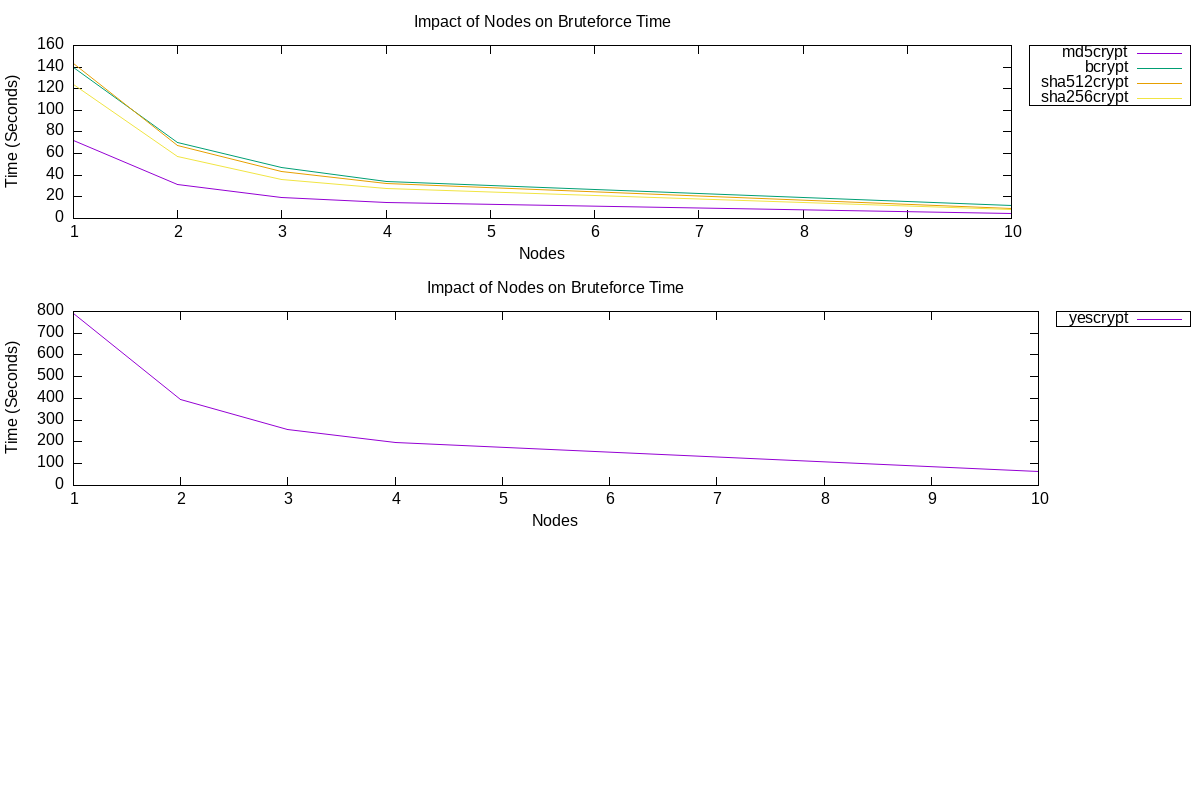 Impact of Nodes on Bruteforce Time
160
140
120
100
80
60
40
20
0
Time (Seconds)
1 2 3 4 5 6 7 8 9 10
Nodes
md5crypt
bcrypt
sha512crypt
sha256crypt
Impact of Nodes on Bruteforce Time
800
700
600
500
400
300
200
100
0
Time (Seconds)
1 2 3 4 5 6 7 8 9 10
Nodes
yescrypt